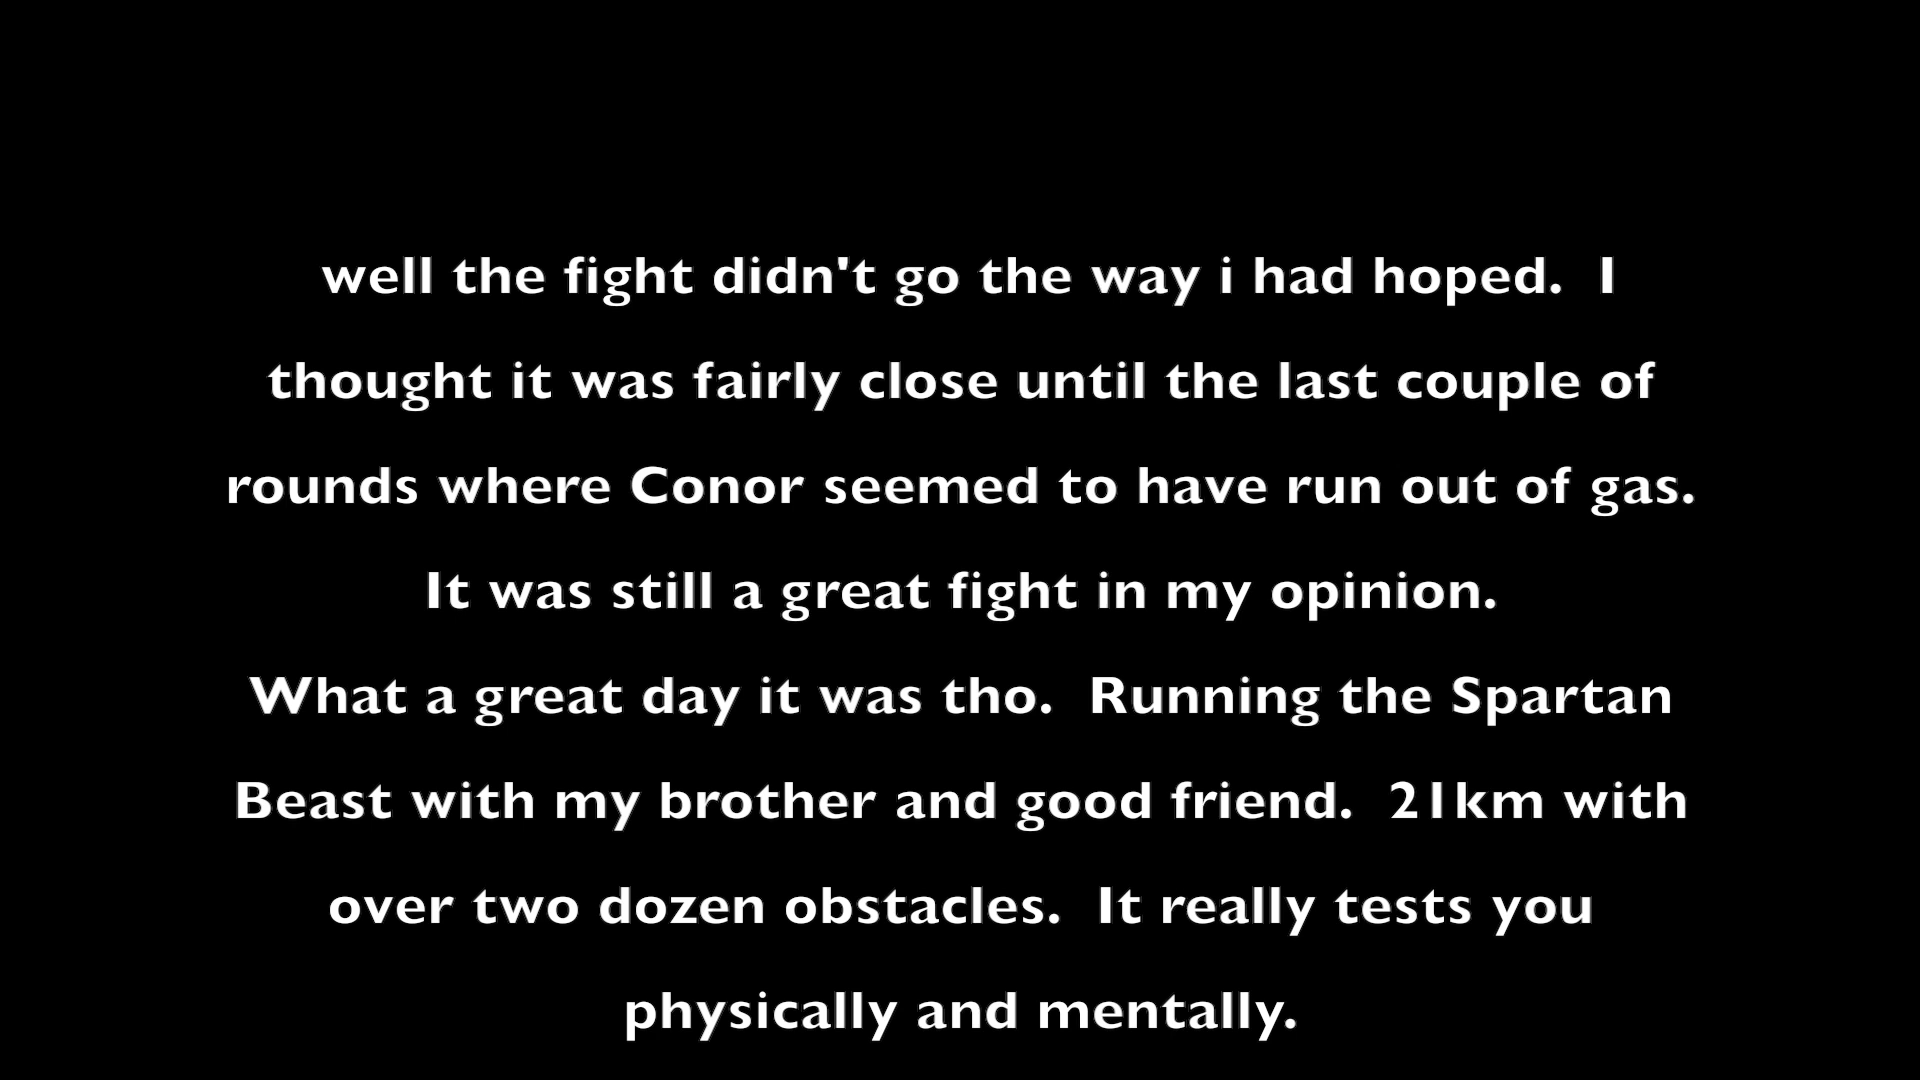 well the fight didn't go the way i had hoped.  I
thought it was fairly close until the last couple of
rounds where Conor seemed to have run out of gas.
It was still a great fight in my opinion.
What a great day it was tho.  Running the Spartan
Beast with my brother and good friend.  21km with
over two dozen obstacles.  It really tests you
physically and mentally.